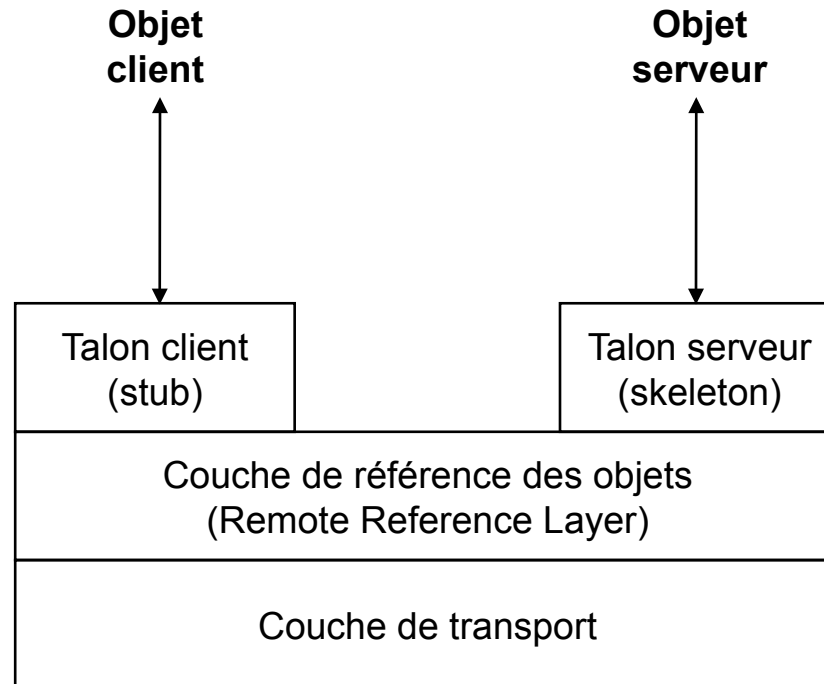 Objet
client
Objet
serveur
Talon client
(stub)
Talon serveur
(skeleton)
Couche de référence des objets
(Remote Reference Layer)
Couche de transport